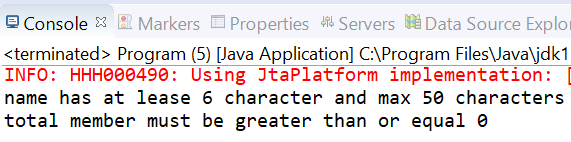 Console Markers Properties Servers Data Source Explo
<terminated> Program (5) [Java Application] C:\Program Files\Java\jdk1
INFO: HHH000490: Using JtaPlatform implementation: [
name has at lease 6 character and max 50 characters
total member must be greater than or equal 0